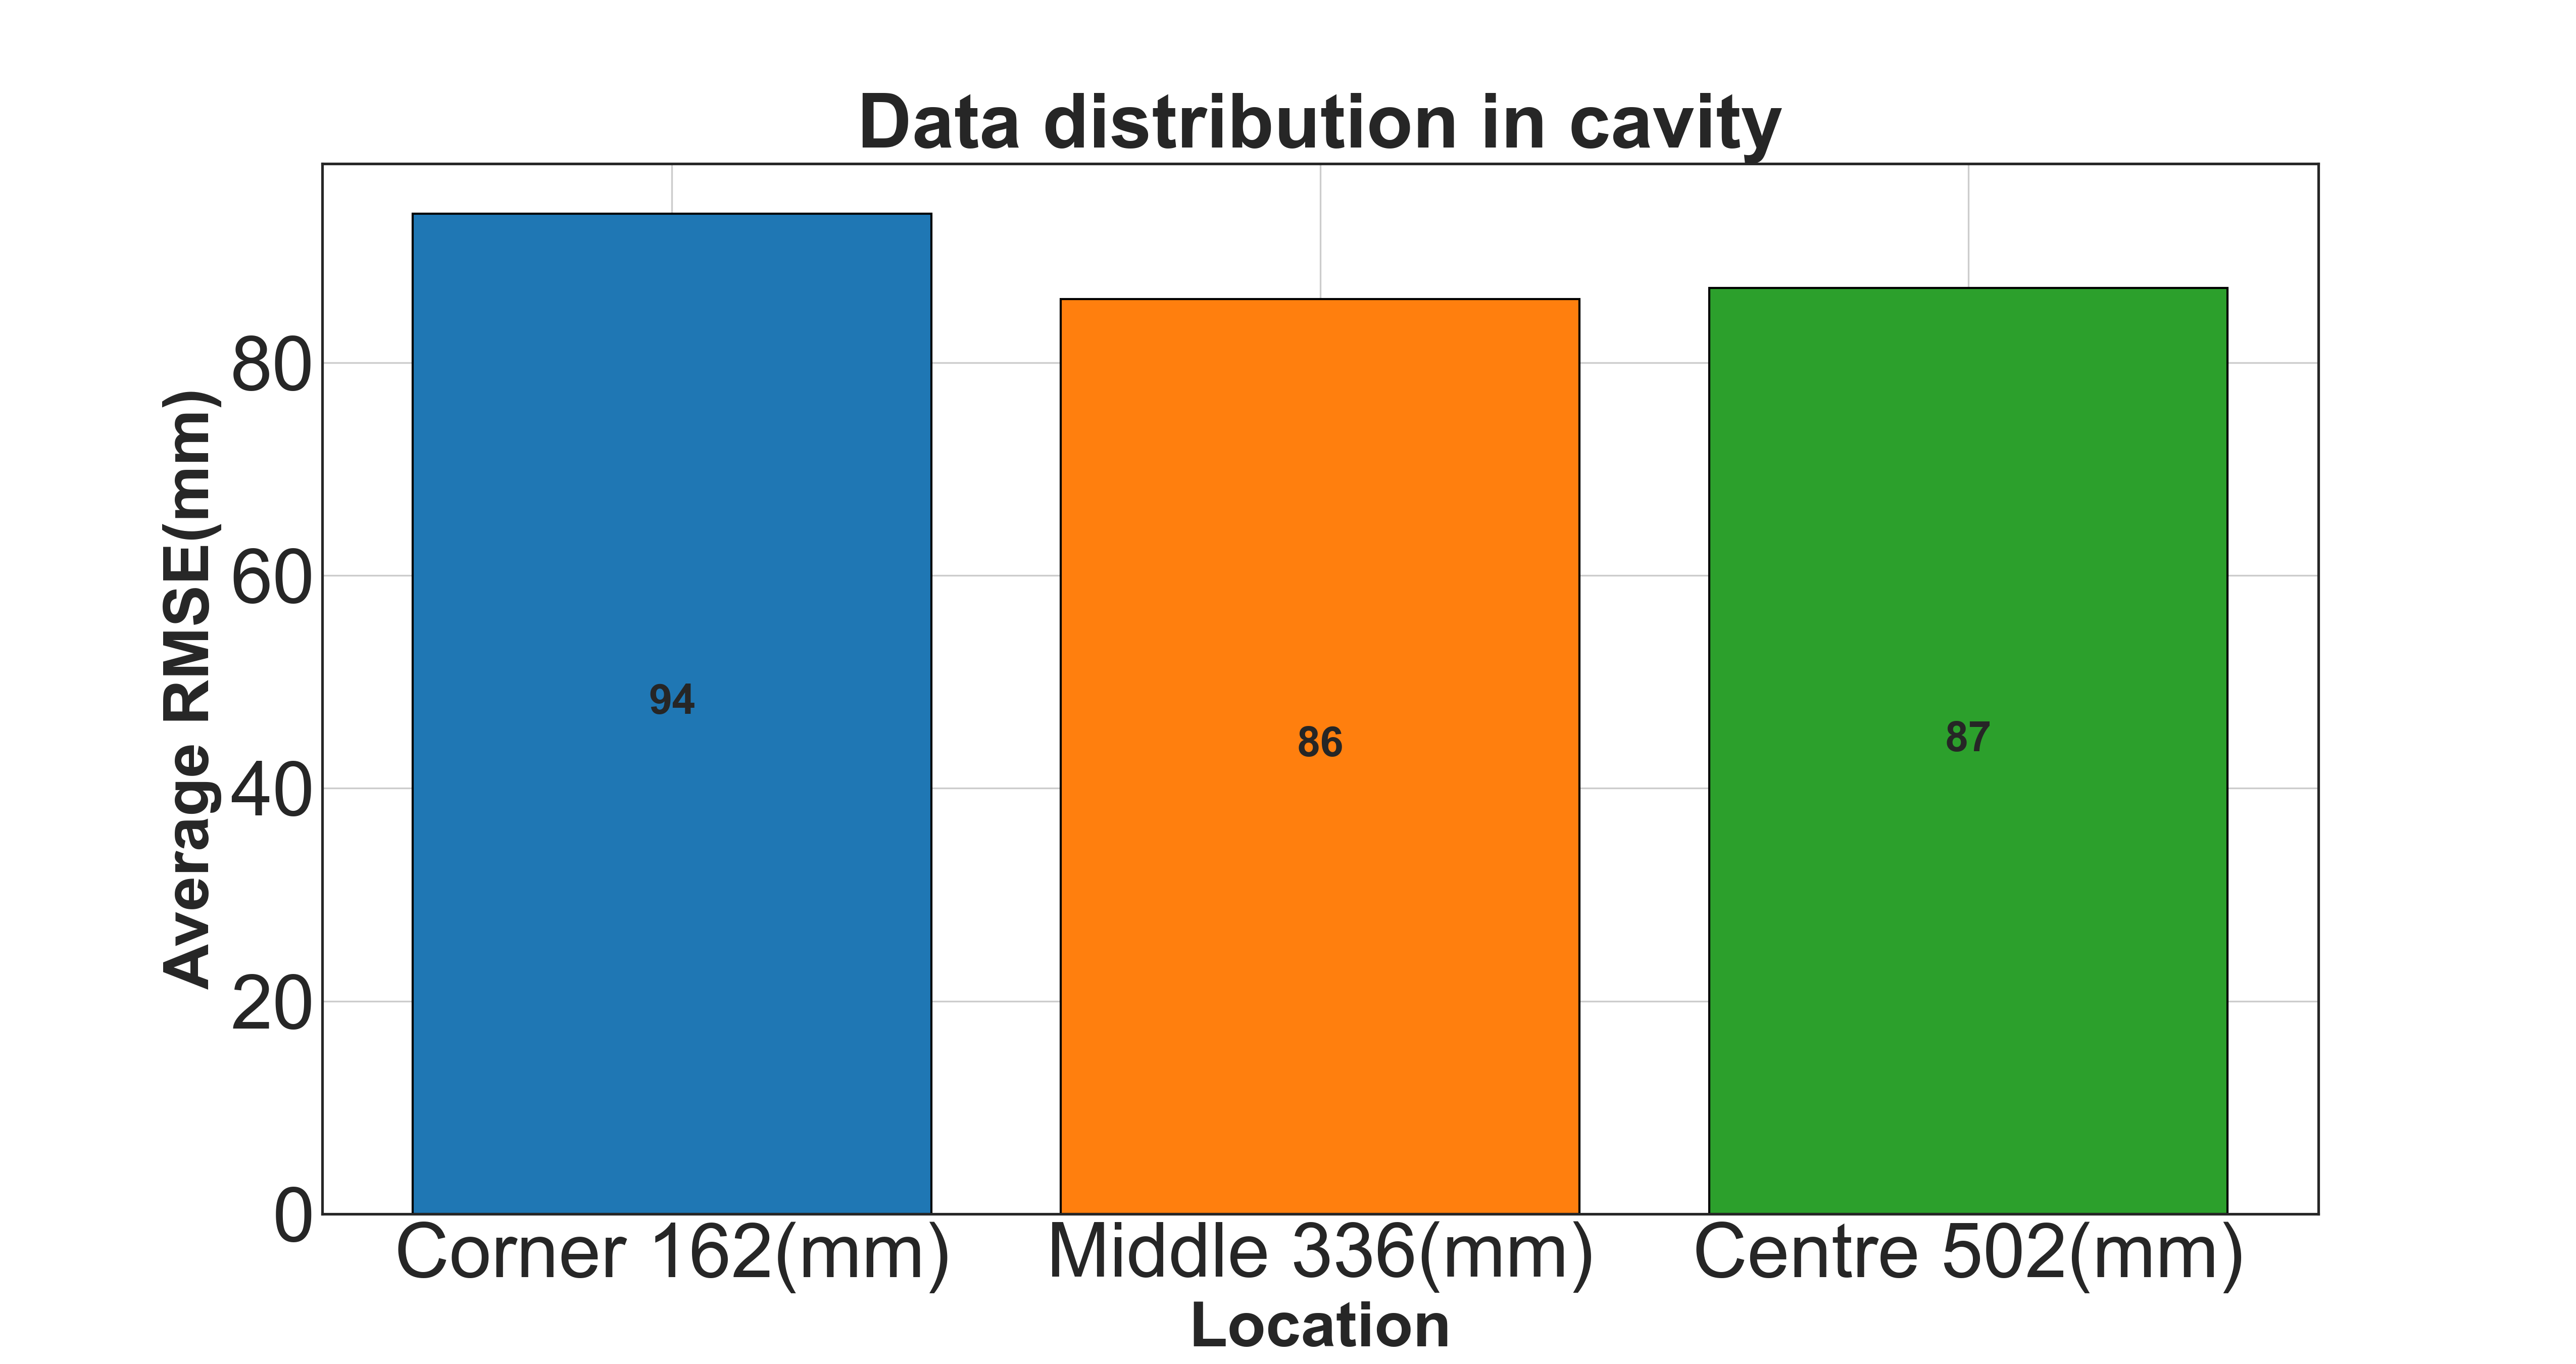 Data distribution in cavity
Average RMSE(mm)
80
60
40
20
0
94
86
87
Corner 162(mm)
Middle 336(mm)
Centre 502(mm)
Location